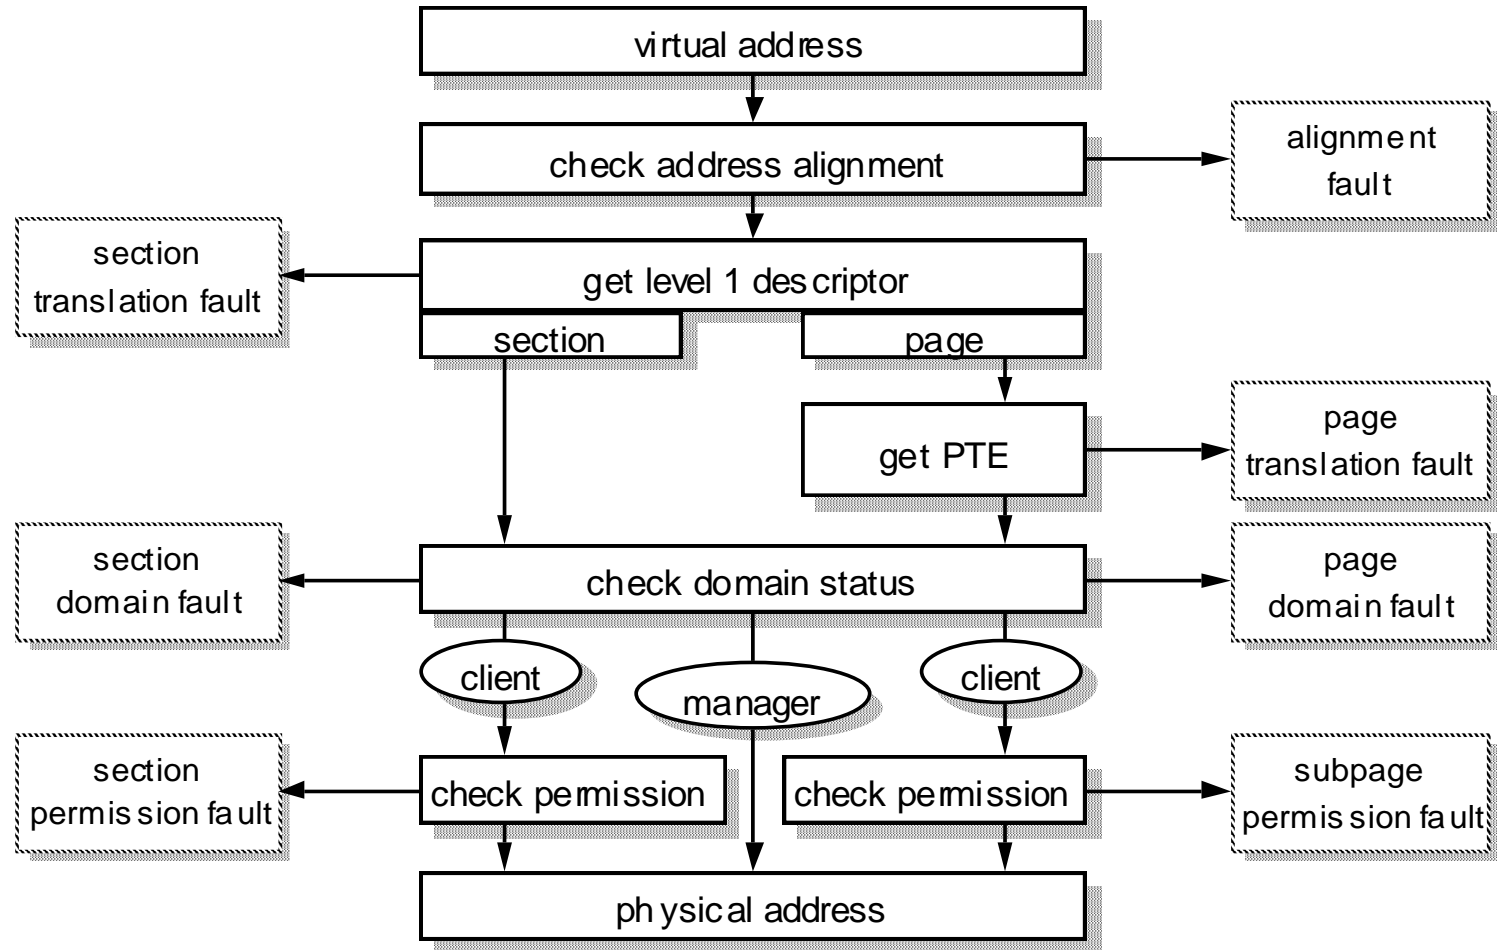 virtual address
check address alignment
alignment
fault
section
translation fault
get level 1 descriptor
section
page
get PTE
page
translation fault
section
domain fault
check domain status
page
domain fault
client
manager
client
section
permission fault
check permission
check permission
subpage
permission fault
physical address